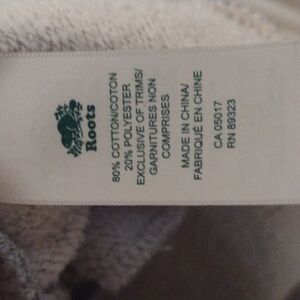 Roots
80% COTTON/COTON
20% POLYESTER
EXCLUSIVE OF TRIMS/
GARNITURES NON
COMPRISES
MADE IN CHINA/
FABRIQUÉ EN CHINE
CA 05017
RN 89323